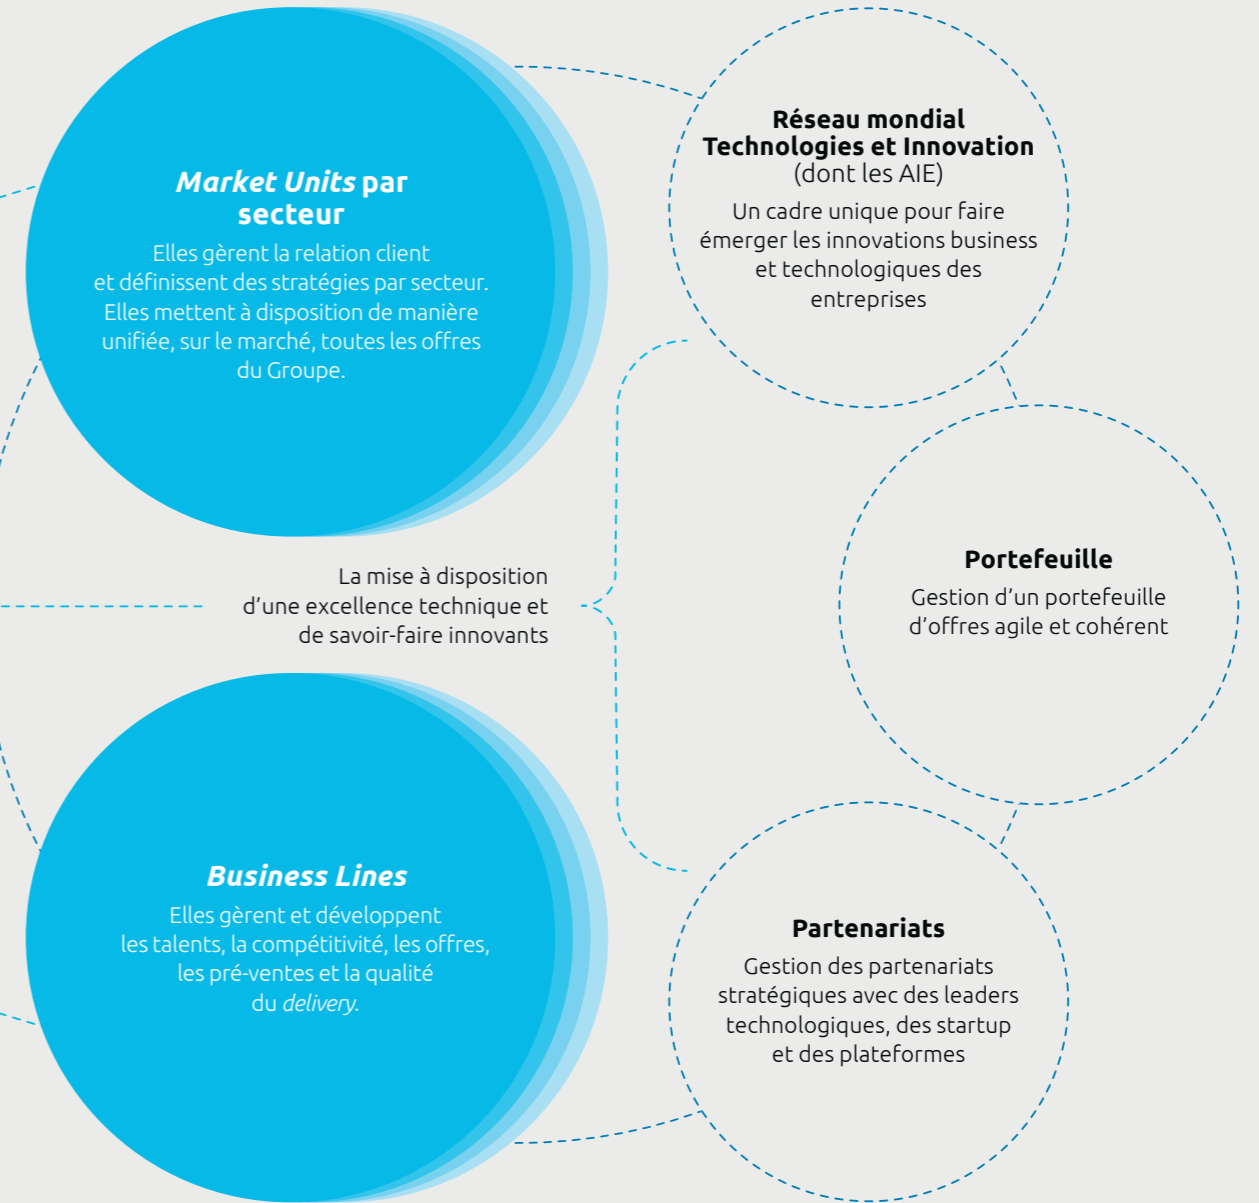 Market Units par
secteur
Elles gèrent la relation client
et définissent des stratégies par secteur.
Elles mettent à disposition de manière
unifiée, sur le marché, toutes les offres
du Groupe.
Réseau mondial
Technologies et Innovation
(dont les AIE)
Un cadre unique pour faire
émerger les innovations business
et technologiques des
entreprises
La mise à disposition
d’une excellence technique et
de savoir-faire innovants
Portefeuille
Gestion d’un portefeuille
d’offres agile et cohérent
Business Lines
Elles gèrent et développent
les talents, la compétitivité, les offres,
les pré-ventes et la qualité
du delivery.
Partenariats
Gestion des partenariats
stratégiques avec des leaders
technologiques, des startup
et des plateformes